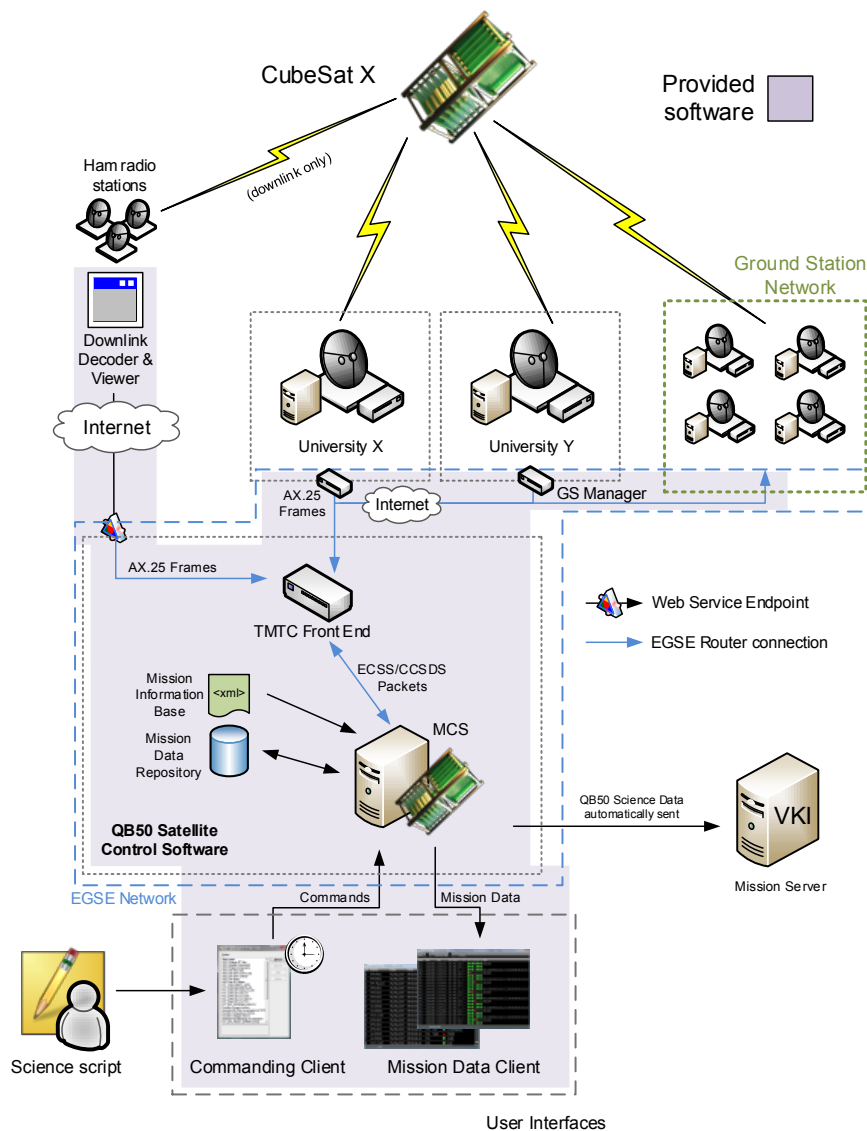 CubeSat X
Provided
software
Ham radio
stations
(downlink only)
Ground Station
Network
Downlink
Decoder &
Viewer
Internet
University X
University Y
AX.25
Frames
Internet
GS Manager
AX.25 Frames
TMTC Front End
Web Service Endpoint
EGSE Router connection
ECSS/CCSDS
Packets
Mission
Information
Base
<xml>
MCS
Mission
Data
Repository
QB50 Science Data
automatically sent
VKI
Mission Server
QB50 Satellite
Control Software
EGSE Network
Commands
Mission Data
Science script
Commanding Client
Mission Data Client
User Interfaces